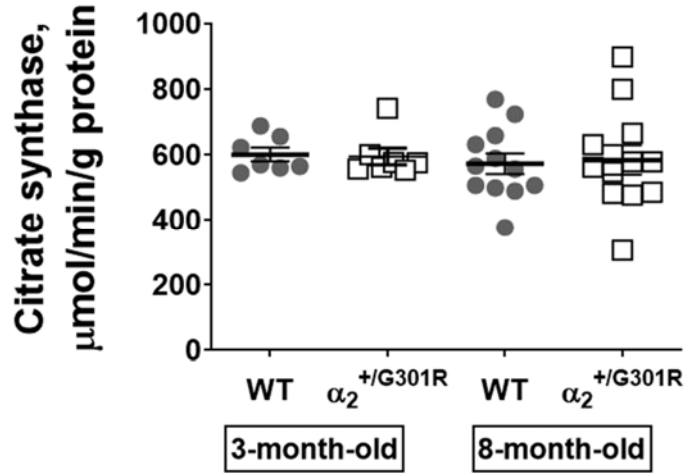 Citrate synthase,
μmol/min/g protein
1000
800
600
400
200
0
WT α₂⁺/G301R WT α₂⁺/G301R
3-month-old 8-month-old